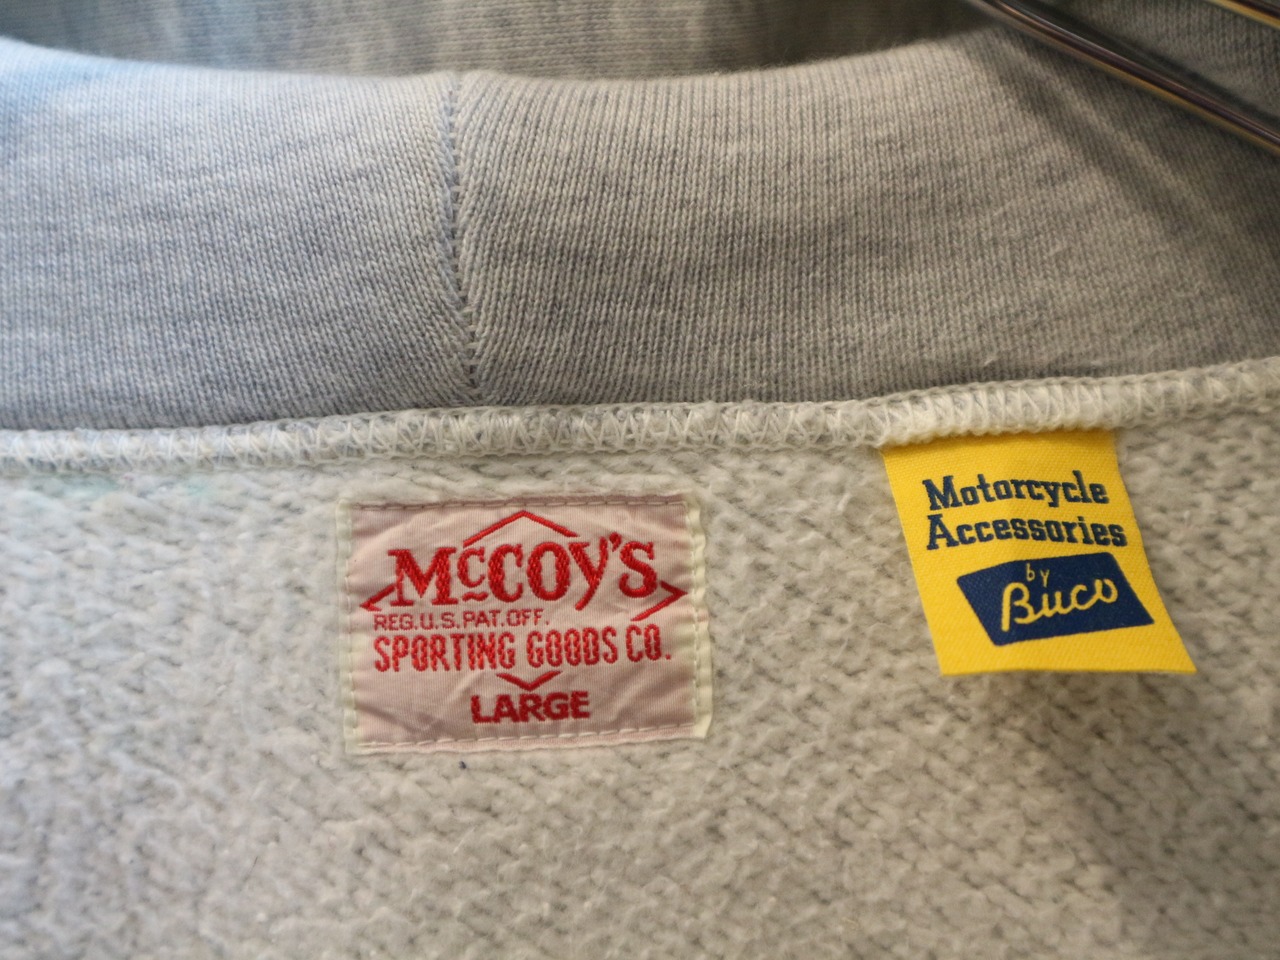 McCOY'S
REG.U.S.PAT.OFF.
SPORTING GOODS CO.
LARGE
Motorcycle
Accessories
by
Buco